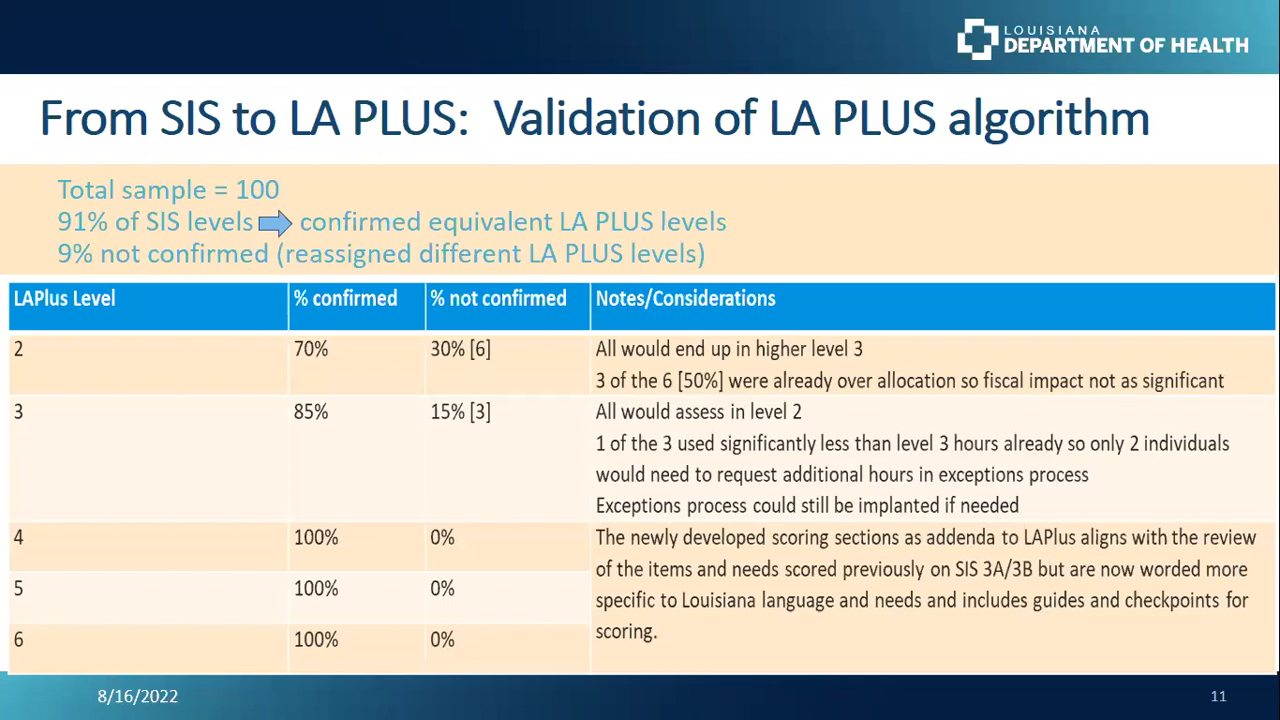 LOUISIANA
DEPARTMENT OF HEALTH
From SIS to LA PLUS: Validation of LA PLUS algorithm
Total sample = 100
91% of SIS levels confirmed equivalent LA PLUS levels
9% not confirmed (reassigned different LA PLUS levels)
LAPlus Level % confirmed % not confirmed Notes/Considerations
2 70% 30% [6] All would end up in higher level 3
3 of the 6 [50%] were already over allocation so fiscal impact not as significant
3 85% 15% [3] All would assess in level 2
1 of the 3 used significantly less than level 3 hours already so only 2 individuals
would need to request additional hours in exceptions process
Exceptions process could still be implanted if needed
4 100% 0% The newly developed scoring sections as addenda to LAPlus aligns with the review
of the items and needs scored previously on SIS 3A/3B but are now worded more
5 100% 0% specific to Louisiana language and needs and includes guides and checkpoints for
6 100% 0% scoring.
8/16/2022 11